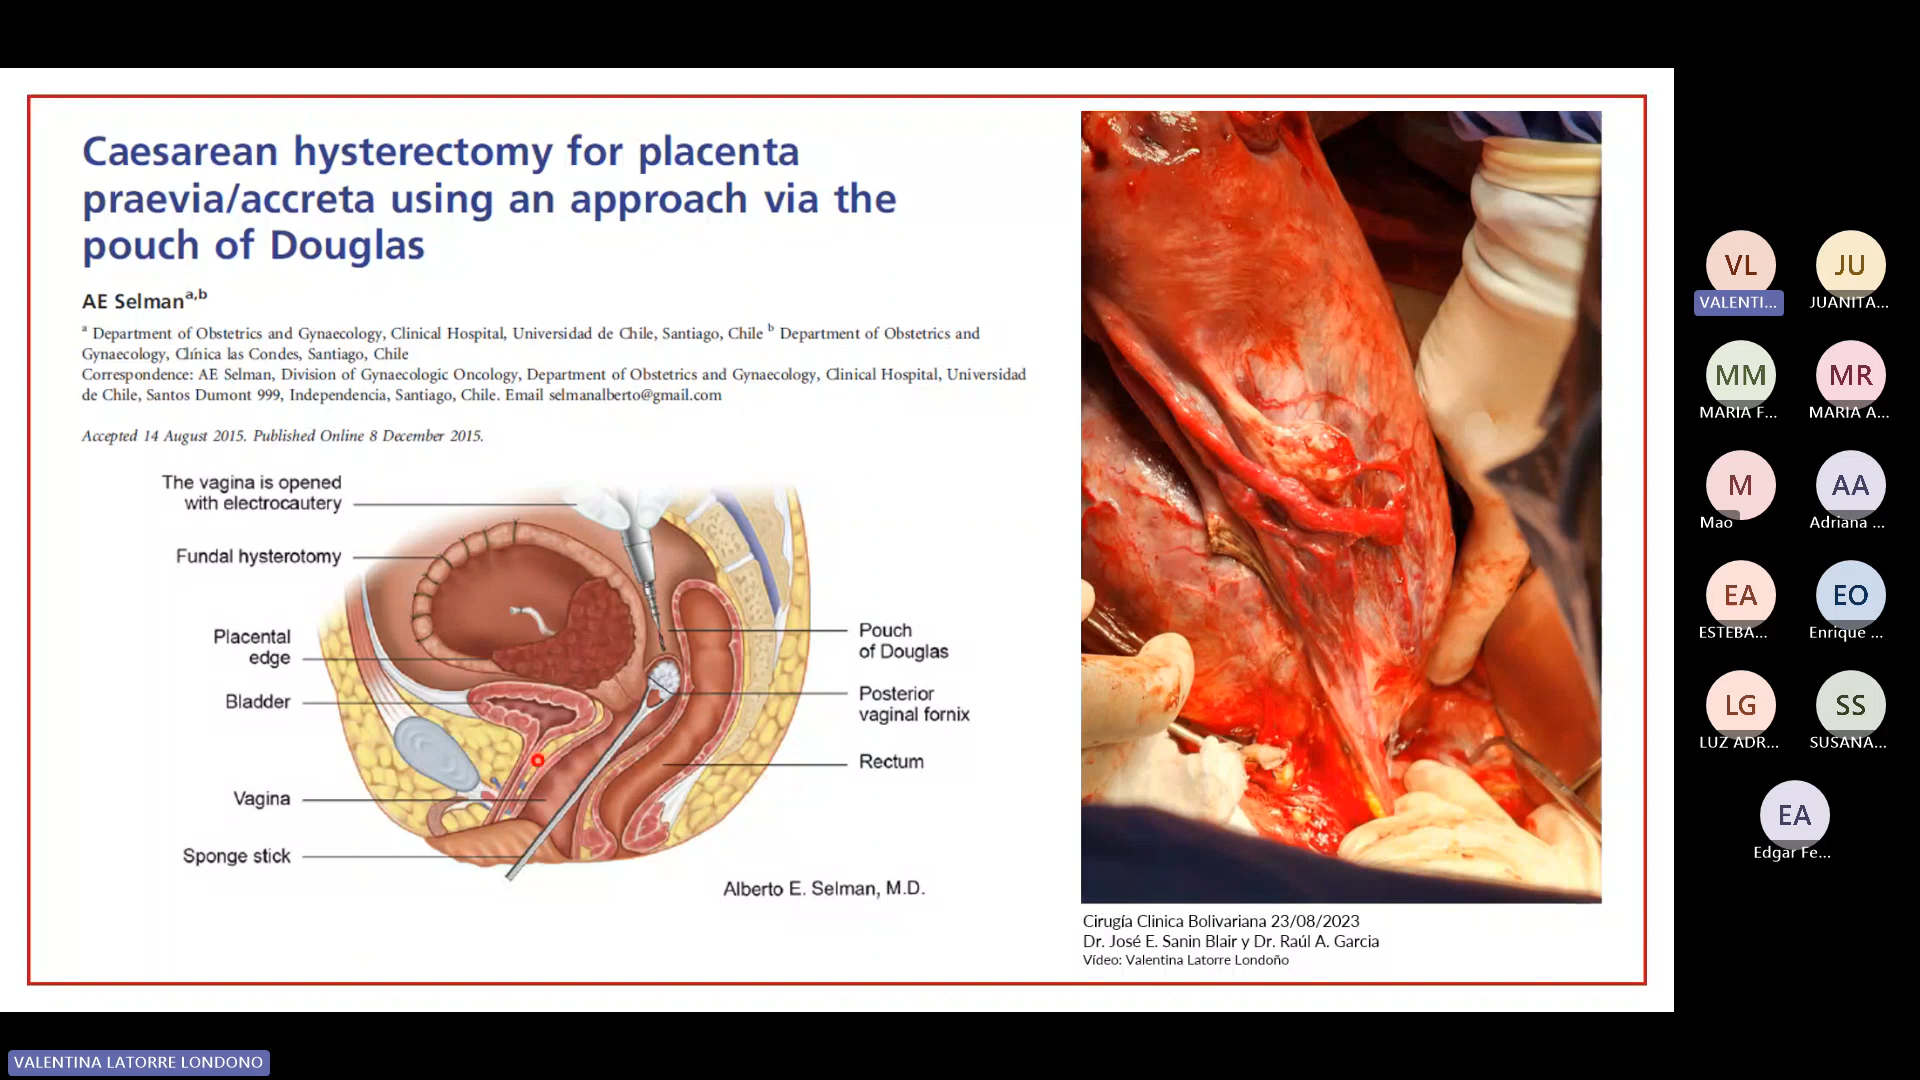 Caesarean hysterectomy for placenta
praevia/accreta using an approach via the
pouch of Douglas
AE Selmanᵃ,ᵇ
ᵃ Department of Obstetrics and Gynaecology, Clinical Hospital, Universidad de Chile, Santiago, Chile ᵇ Department of Obstetrics and
Gynaecology, Clínica las Condes, Santiago, Chile
Correspondence: AE Selman, Division of Gynaecologic Oncology, Department of Obstetrics and Gynaecology, Clinical Hospital, Universidad
de Chile, Santos Dumont 999, Independencia, Santiago, Chile. Email selmanalberto@gmail.com
Accepted 14 August 2015. Published Online 8 December 2015.
The vagina is opened
with electrocautery
Fundal hysterotomy
Placental
edge
Bladder
Vagina
Sponge stick
Pouch
of Douglas
Posterior
vaginal fornix
Rectum
Alberto E. Selman, M.D.
Cirugía Clinica Bolivariana 23/08/2023
Dr. José E. Sanin Blair y Dr. Raúl A. Garcia
Vídeo: Valentina Latorre Londoño
VL
VALENTI...
JU
JUANITA...
MM
MARIA F...
MR
MARIA A...
M
Mao
AA
Adriana ...
EA
ESTEBA...
EO
Enrique ...
LG
LUZ ADR...
SS
SUSANA...
EA
Edgar Fe...
VALENTINA LATORRE LONDONO